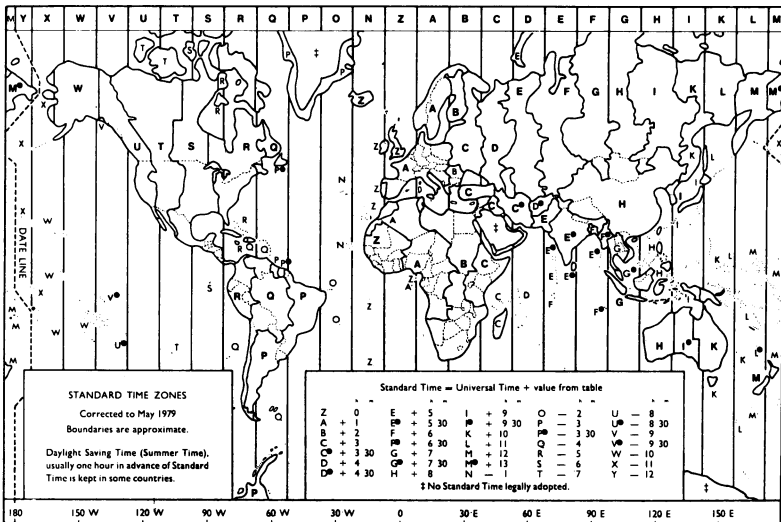 M Y X W V U T S R Q P O N Z A B C D E F G H I K L M
DATE LINE
STANDARD TIME ZONES
Corrected to May 1979
Boundaries are approximate.
Daylight Saving Time (Summer Time),
usually one hour in advance of Standard
Time is kept in some countries.
Standard Time = Universal Time + value from table
h m h m h m h m h m
Z 0 E + 5 I + 9 O – 2 U – 8
A + 1 E● + 5 30 I● + 9 30 P – 3 U● – 8 30
B + 2 F + 6 K + 10 P● – 3 30 V – 9
C + 3 F● + 6 30 L + 11 Q – 4 V● – 9 30
C● + 3 30 G + 7 M + 12 R – 5 W – 10
D + 4 G● + 7 30 M● + 13 S – 6 X – 11
D● + 4 30 H + 8 N – 1 T – 7 Y – 12
‡ No Standard Time legally adopted.
180 150 W 120 W 90 W 60 W 30 W 0 30 E 60 E 90 E 120 E 150 E 180